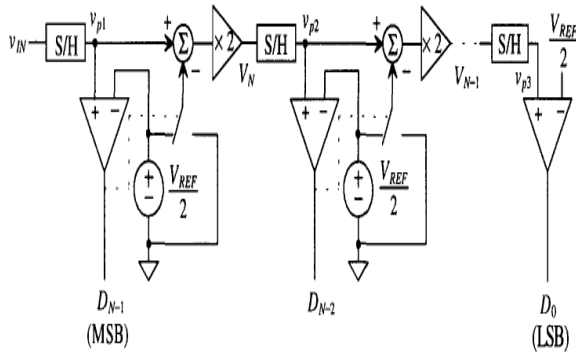 v_IN
S/H
v_p1
+
Σ
−
× 2
V_N
S/H
v_p2
+
Σ
−
× 2
V_N−1
S/H
v_p3
V_REF/2
+ −
+ −
+ −
+
−
V_REF/2
+
−
V_REF/2
D_N−1
(MSB)
D_N−2
D_0
(LSB)